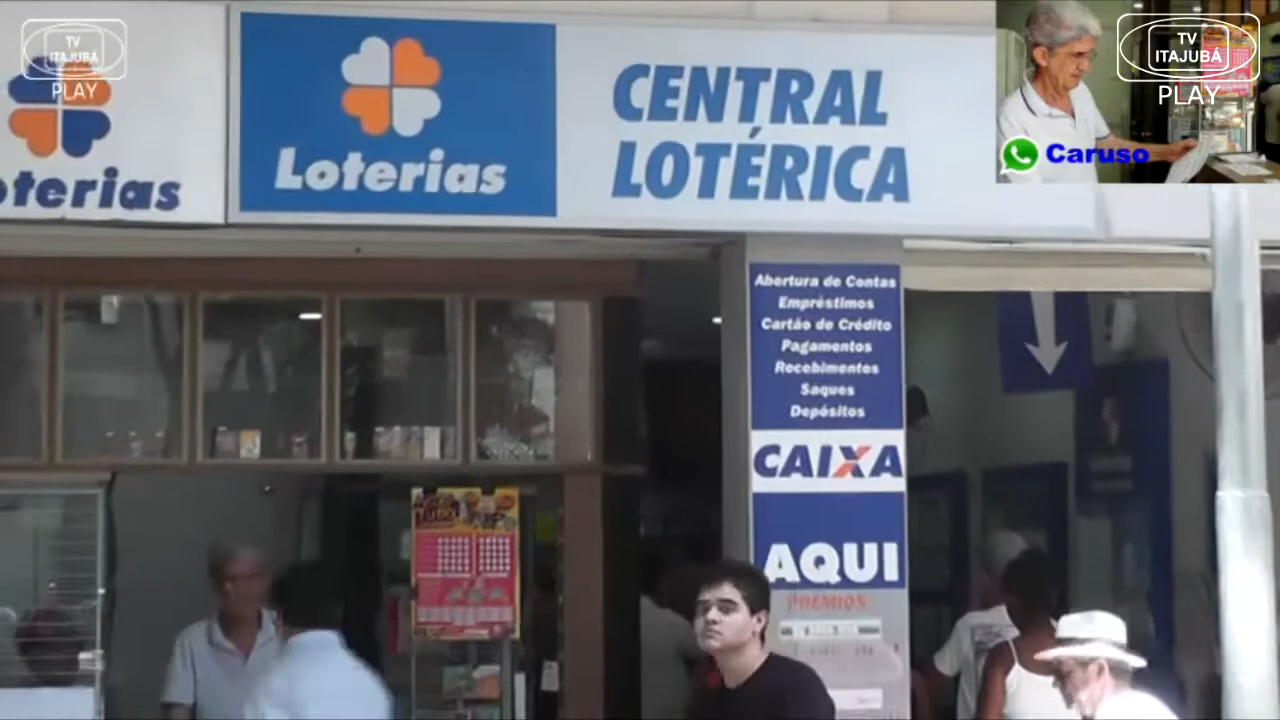 TV
ITAJUBÁ
PLAY
Loterias
CENTRAL
LOTÉRICA
TV
ITAJUBÁ
PLAY
Caruso
oterias
Abertura de Contas
Empréstimos
Cartão de Crédito
Pagamentos
Recebimentos
Saques
Depósitos
CAIXA
AQUI
PRÊMIOS